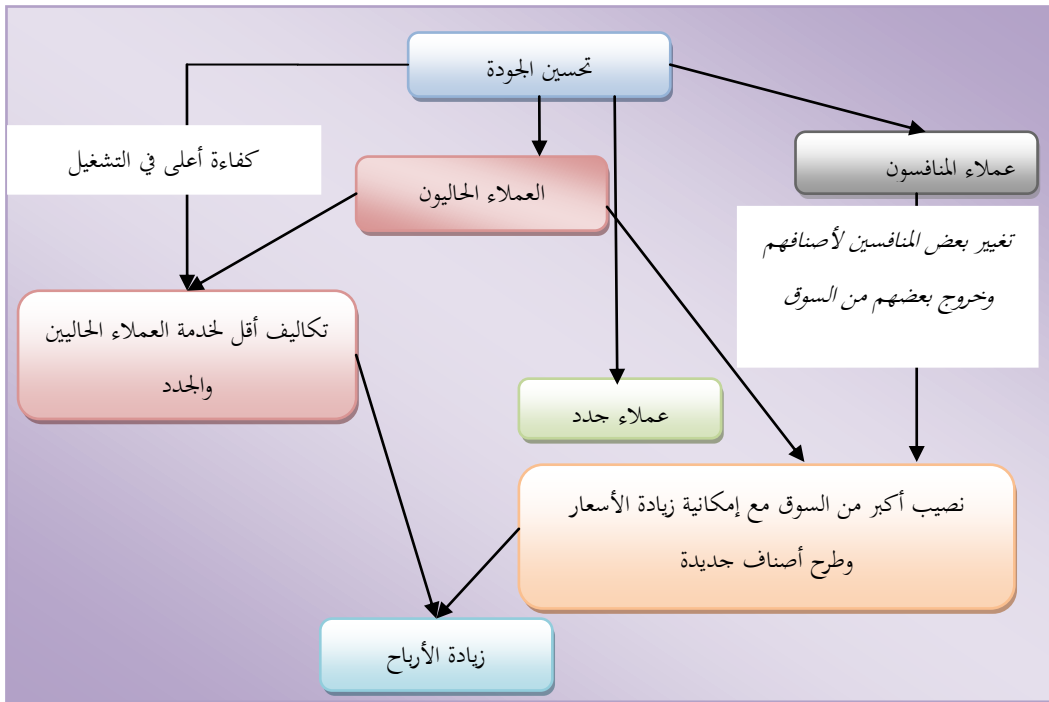 تحسين الجودة
عملاء المنافسون
كفاءة أعلى في التشغيل
العملاء الحاليون
تغيير بعض المنافسين لأصنافهم
وخروج بعضهم من السوق
تكاليف أقل لخدمة العملاء الحاليين
والجدد
عملاء جدد
نصيب أكبر من السوق مع إمكانية زيادة الأسعار
وطرح أصناف جديدة
زيادة الأرباح